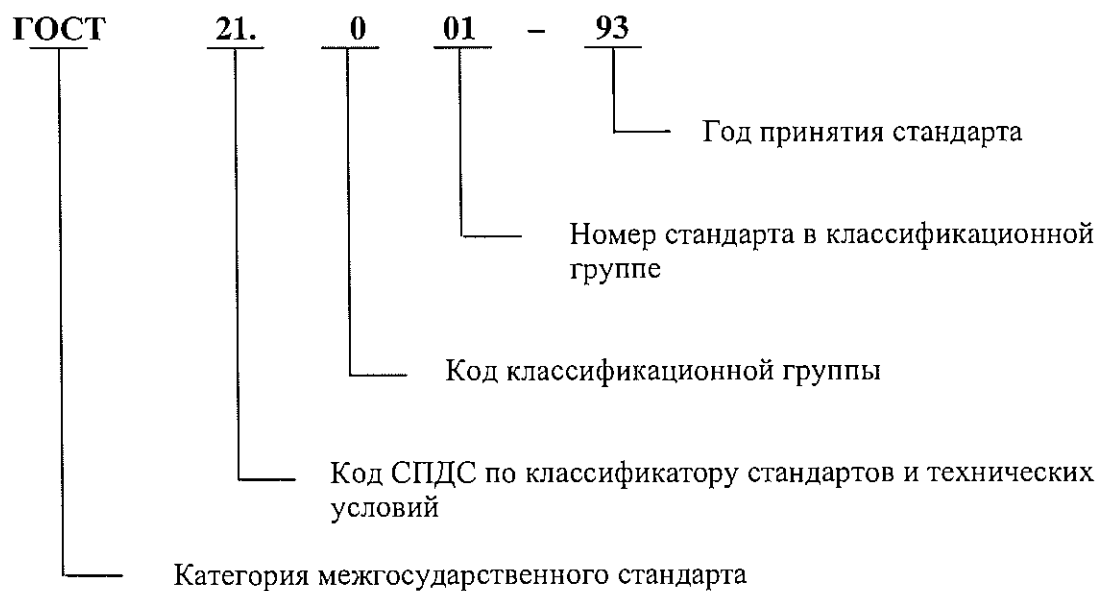 ГОСТ 21. 0 01 – 93
Год принятия стандарта
Номер стандарта в классификационной
группе
Код классификационной группы
Код СПДС по классификатору стандартов и технических
условий
Категория межгосударственного стандарта